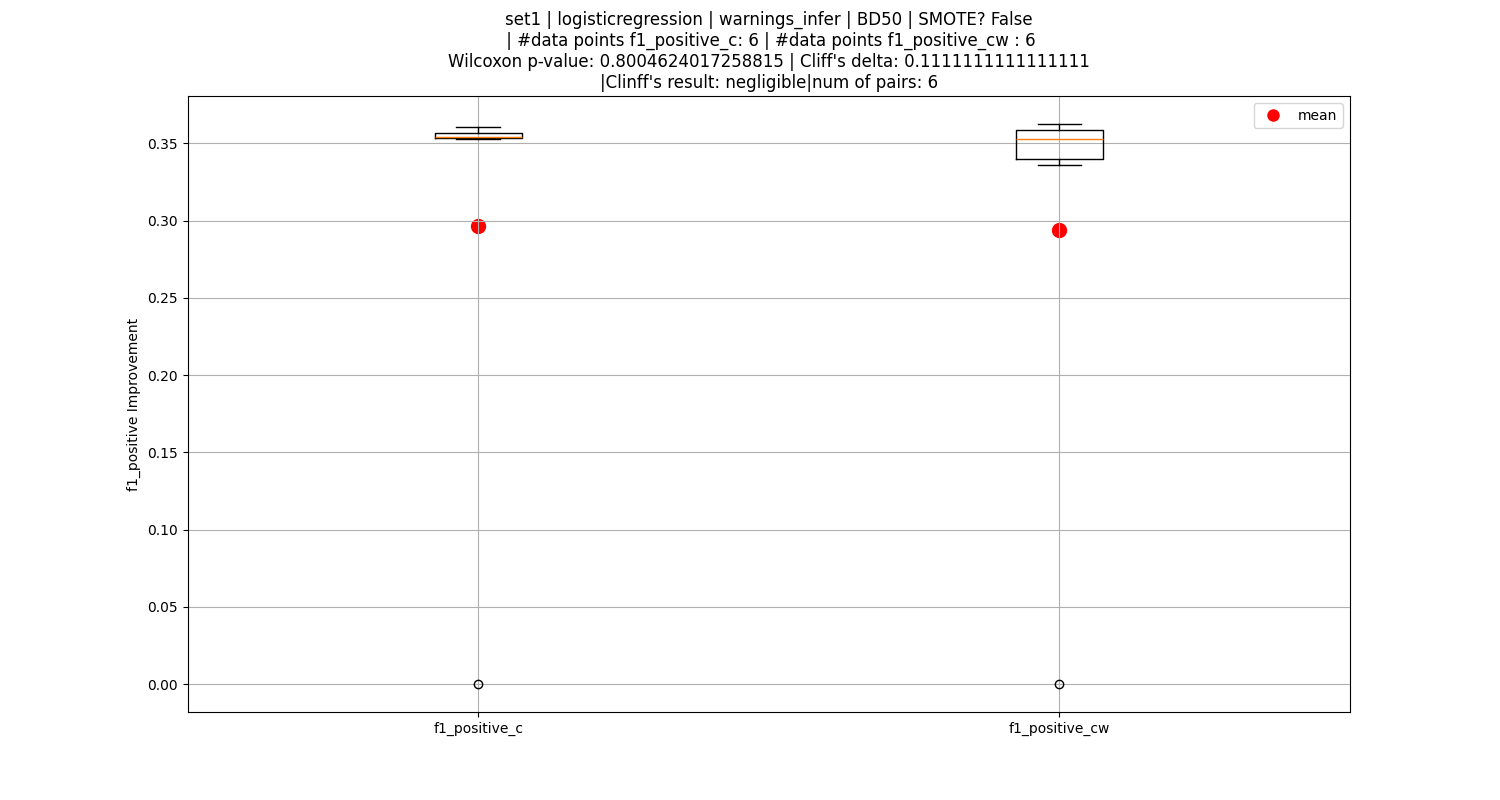 set1 | logisticregression | warnings_infer | BD50 | SMOTE? False
| #data points f1_positive_c: 6 | #data points f1_positive_cw : 6
Wilcoxon p-value: 0.8004624017258815 | Cliff's delta: 0.1111111111111111
|Clinff's result: negligible|num of pairs: 6
mean
0.35
0.30
0.25
0.20
0.15
0.10
0.05
0.00
f1_positive Improvement
f1_positive_c
f1_positive_cw